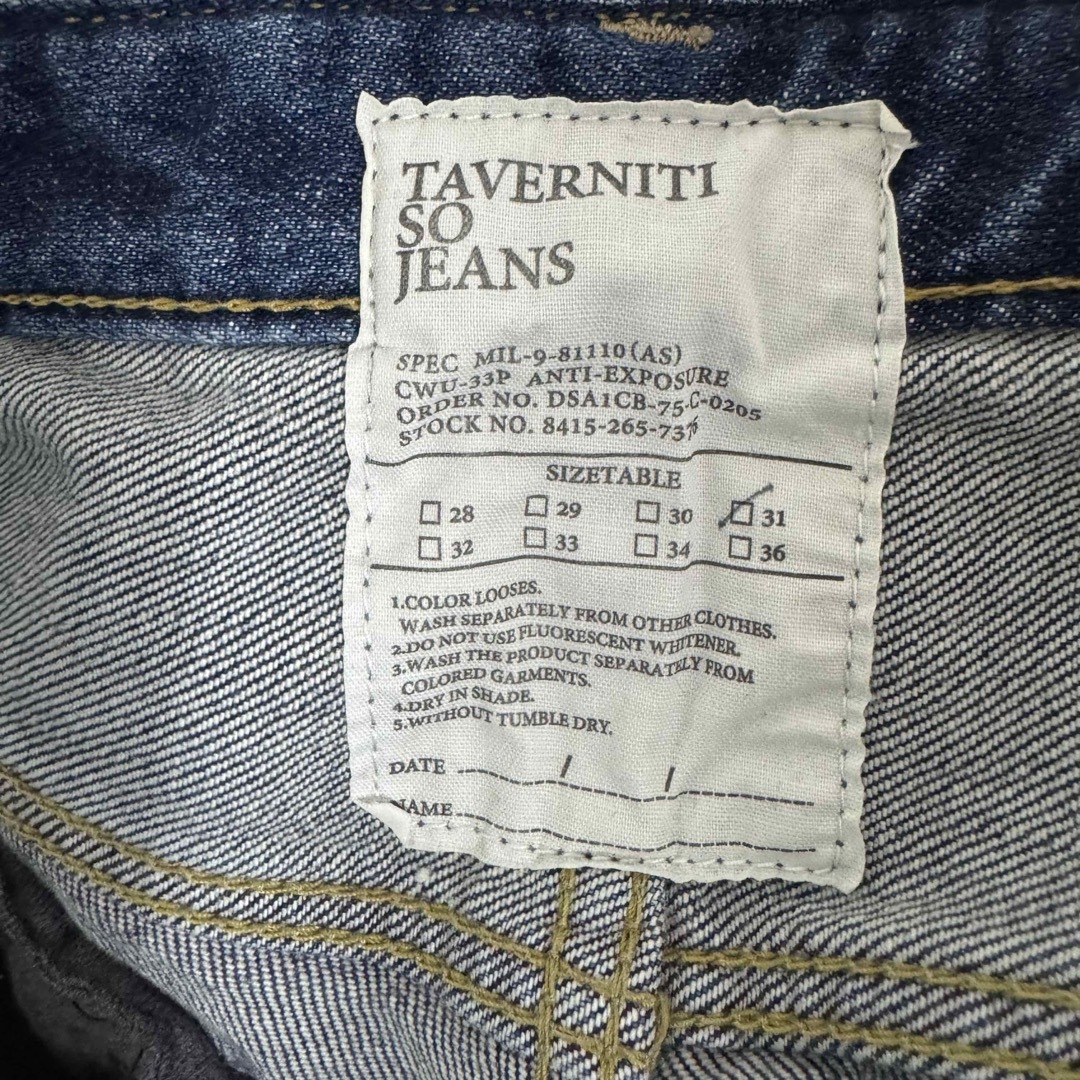 TAVERNITI
SO
JEANS
SPEC MIL-9-81110(AS)
CWU-33P ANTI-EXPOSURE
ORDER NO. DSA1CB-75-C-0205
STOCK NO.
SIZETABLE
☐ 28 ☐ 29 ☐ 30 ☑ 31
☐ 32 ☐ 33 ☐ 34 ☐ 36
1.COLOR LOOSES.
WASH SEPARATELY FROM OTHER CLOTHES.
2.DO NOT USE FLUORESCENT WHITENER.
3.WASH THE PRODUCT SEPARATELY FROM
COLORED GARMENTS.
4.DRY IN SHADE.
5.WITHOUT TUMBLE DRY.
DATE / /
NAME